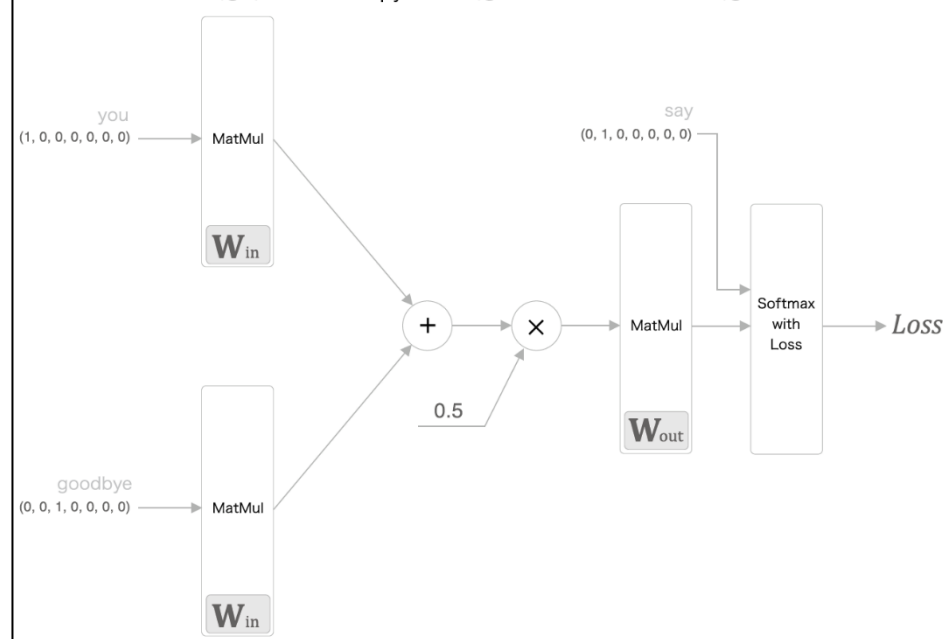 you
(1, 0, 0, 0, 0, 0, 0)
MatMul
W in
say
(0, 1, 0, 0, 0, 0, 0)
+
×
0.5
MatMul
W out
Softmax
with
Loss
Loss
goodbye
(0, 0, 1, 0, 0, 0, 0)
MatMul
W in